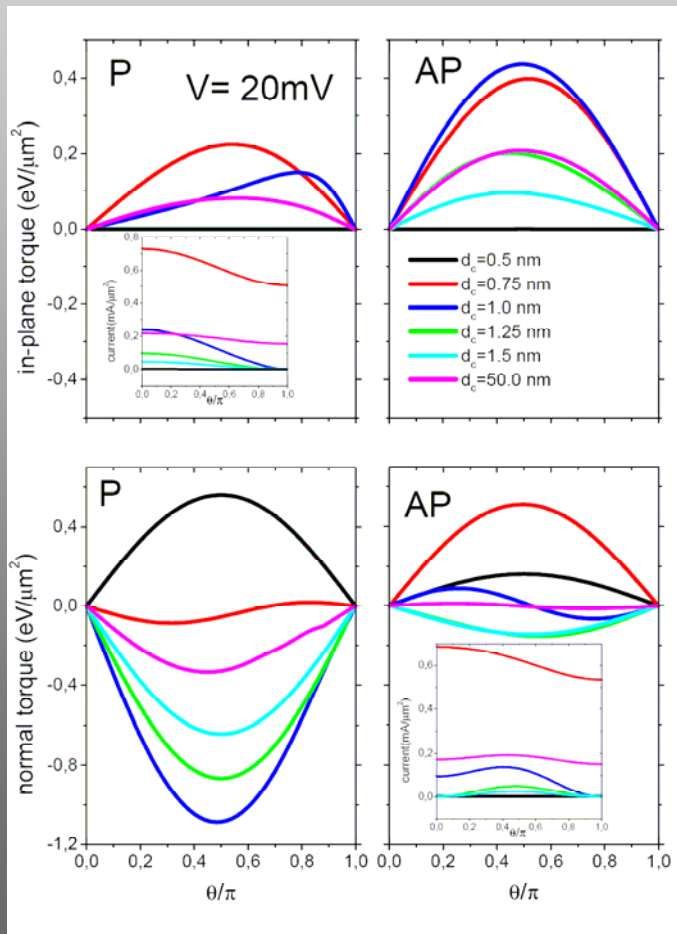 P
V= 20mV
AP
in-plane torque (eV/μm²)
0,4
0,2
0,0
-0,2
-0,4
current(mA/μm²)
0,8
0,6
0,4
0,2
0,0
0,0 0,2 0,4 0,6 0,8 1,0
θ/π
d_c=0.5 nm
d_c=0.75 nm
d_c=1.0 nm
d_c=1.25 nm
d_c=1.5 nm
d_c=50.0 nm
P
AP
normal torque (eV/μm²)
0,4
0,0
-0,4
-0,8
-1,2
0,0 0,2 0,4 0,6 0,8 1,0
θ/π
current(mA/μm²)
0,6
0,4
0,2
0,0
0,0 0,2 0,4 0,6 0,8 1,0
θ/π
0,0 0,2 0,4 0,6 0,8 1,0
θ/π